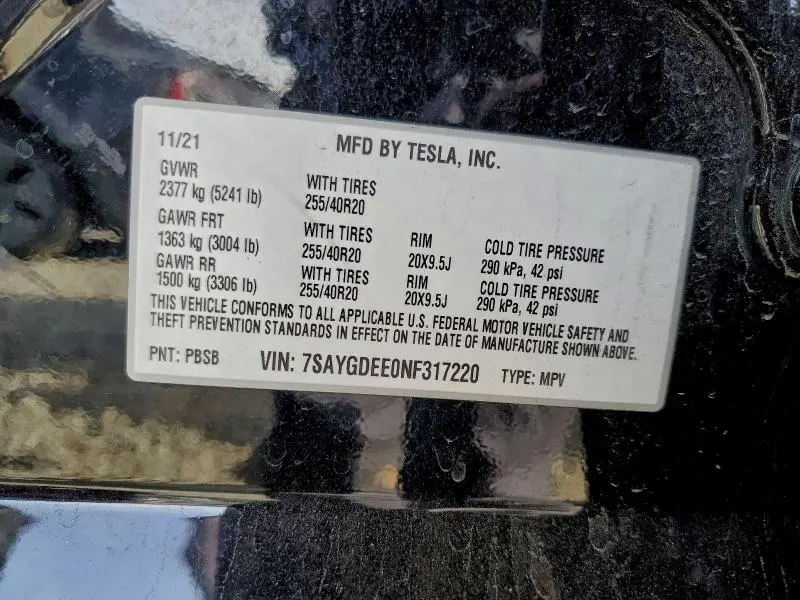 11/21 MFD BY TESLA, INC.
GVWR
2377 kg (5241 lb) WITH TIRES
255/40R20
GAWR FRT
1363 kg (3004 lb) WITH TIRES RIM COLD TIRE PRESSURE
255/40R20 20X9.5J 290 kPa, 42 psi
GAWR RR
1500 kg (3306 lb) WITH TIRES RIM COLD TIRE PRESSURE
255/40R20 20X9.5J 290 kPa, 42 psi
THIS VEHICLE CONFORMS TO ALL APPLICABLE U.S. FEDERAL MOTOR VEHICLE SAFETY AND
THEFT PREVENTION STANDARDS IN EFFECT ON THE DATE OF MANUFACTURE SHOWN ABOVE.
PNT: PBSB VIN: 7SAYGDEE0NF317220 TYPE: MPV